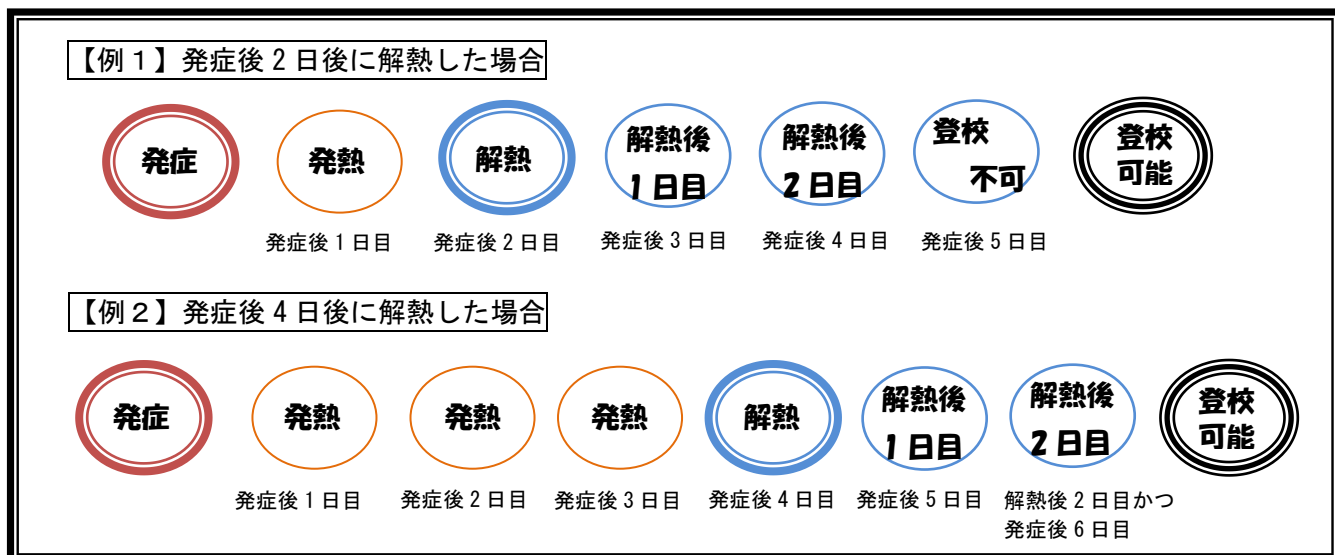 【例１】発症後２日後に解熱した場合
発症
発熱
解熱
解熱後
１日目
解熱後
２日目
登校
不可
登校
可能
発症後１日目
発症後２日目
発症後３日目
発症後４日目
発症後５日目
【例２】発症後４日後に解熱した場合
発症
発熱
発熱
発熱
解熱
解熱後
１日目
解熱後
２日目
登校
可能
発症後１日目
発症後２日目
発症後３日目
発症後４日目
発症後５日目
解熱後２日目かつ
発症後６日目